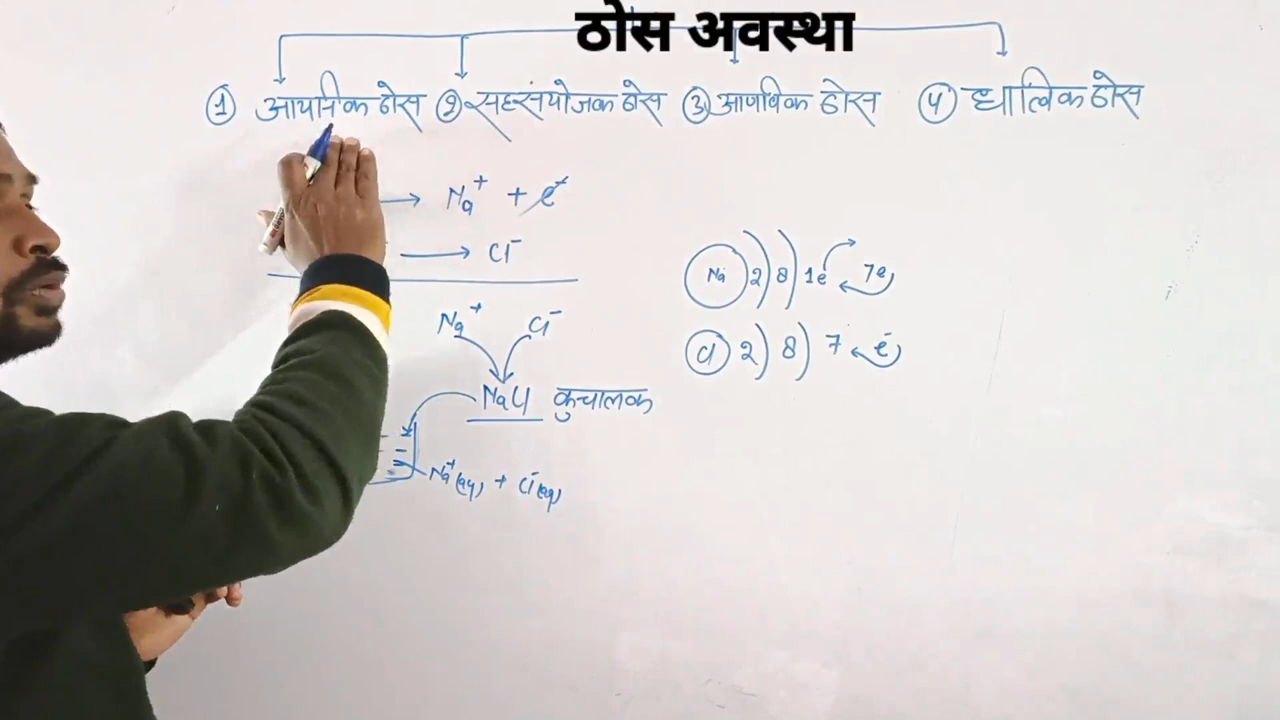 ठोस अवस्था
① आयनिक ठोस ② सहसंयोजक ठोस ③ आणविक ठोस ④ धात्विक ठोस
→ Na⁺ + e⁻
→ Cl⁻
Na 2) 8) 1e⁻ 7e
Na⁺ Cl⁻
Cl 2) 8) 7 e⁻
NaCl कुचालक
Na⁺(aq) + Cl⁻(aq)